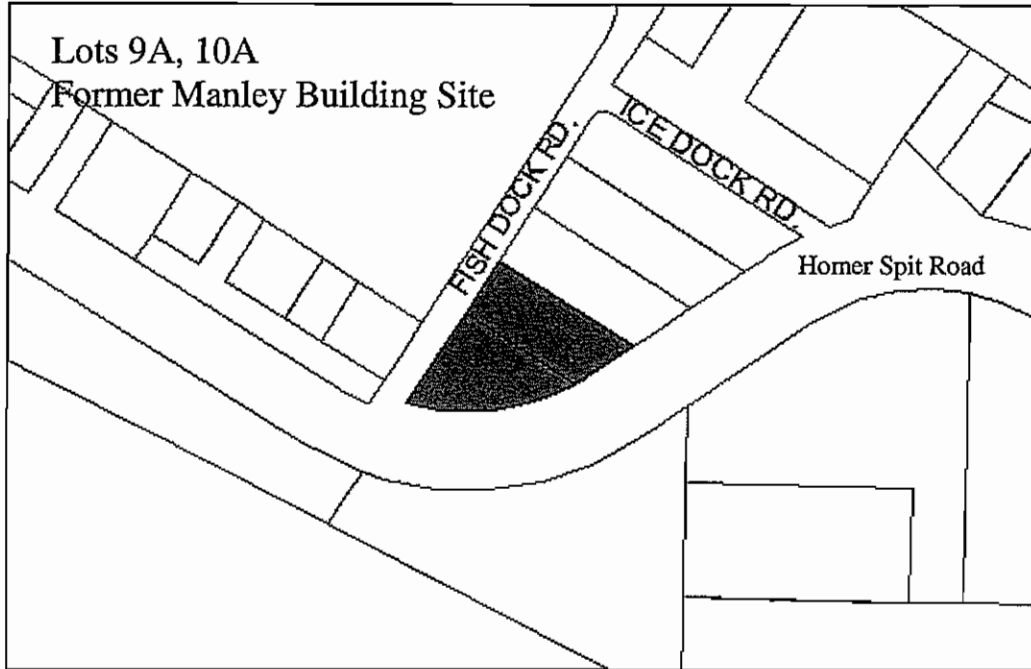 Lots 9A, 10A
Former Manley Building Site
FISH DOCK RD.
ICE DOCK RD.
Homer Spit Road